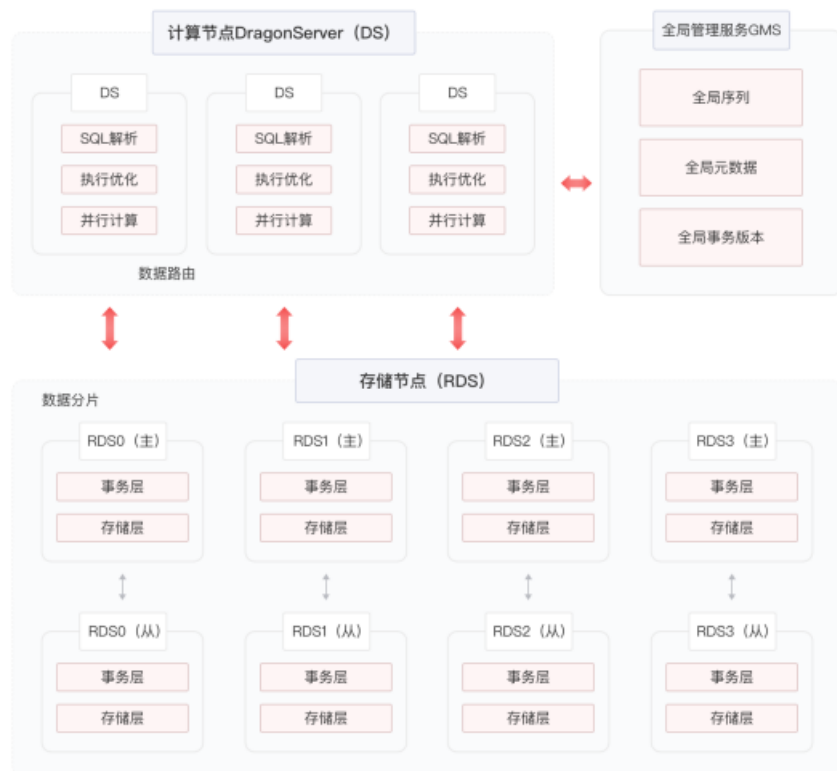 计算节点DragonServer（DS）
全局管理服务GMS
DS
DS
DS
SQL解析
SQL解析
SQL解析
执行优化
执行优化
执行优化
并行计算
并行计算
并行计算
数据路由
全局序列
全局元数据
全局事务版本
存储节点（RDS）
数据分片
RDS0（主）
RDS1（主）
RDS2（主）
RDS3（主）
事务层
事务层
事务层
事务层
存储层
存储层
存储层
存储层
RDS0（从）
RDS1（从）
RDS2（从）
RDS3（从）
事务层
事务层
事务层
事务层
存储层
存储层
存储层
存储层